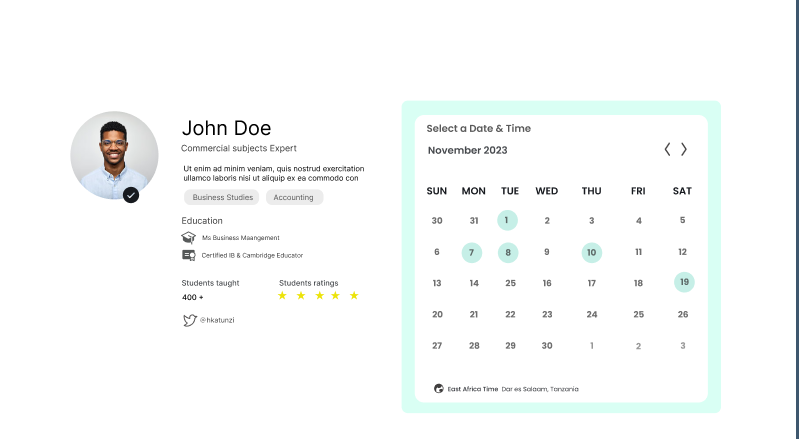 John Doe
Commercial subjects Expert
Ut enim ad minim veniam, quis nostrud exercitation
ullamco laboris nisi ut aliquip ex ea commodo con
Business Studies Accounting
Education
Ms Business Maangement
Certified IB & Cambridge Educator
Students taught Students ratings
400 +
@hkatunzi
Select a Date & Time
November 2023
SUN MON TUE WED THU FRI SAT
30 31 1 2 3 4 5
6 7 8 9 10 11 12
13 14 25 16 17 18 19
20 21 22 23 24 25 26
27 28 29 30 1 2 3
East Africa Time Dar es Salaam, Tanzania